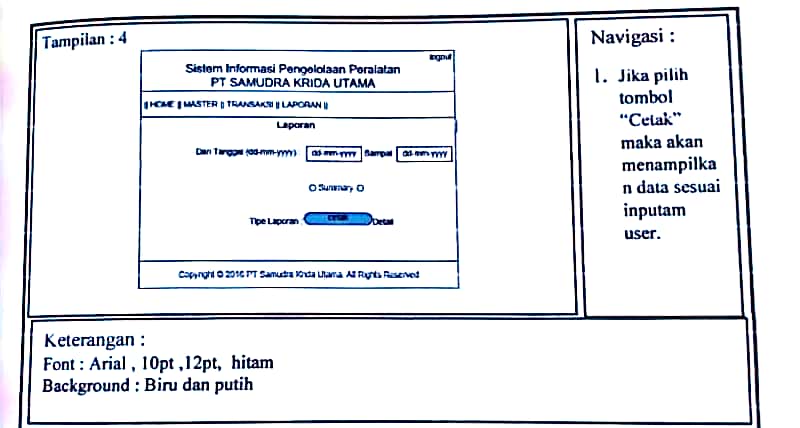 Tampilan : 4
logout
Sistem Informasi Pengelolaan Peralatan
PT SAMUDRA KRIDA UTAMA
|| HOME || MASTER || TRANSAKSI || LAPORAN ||
Laporan
Dari Tanggal (dd-mm-yyyy) dd-mm-yyyy Sampai dd-mm-yyyy
Summary
Tipe Laporan Cetak Detail
Copyright © 2016 PT Samudra Krida Utama. All Rights Reserved
Navigasi :
1. Jika pilih
tombol
“Cetak”
maka akan
menampilka
n data sesuai
inputam
user.
Keterangan :
Font : Arial , 10pt ,12pt, hitam
Background : Biru dan putih